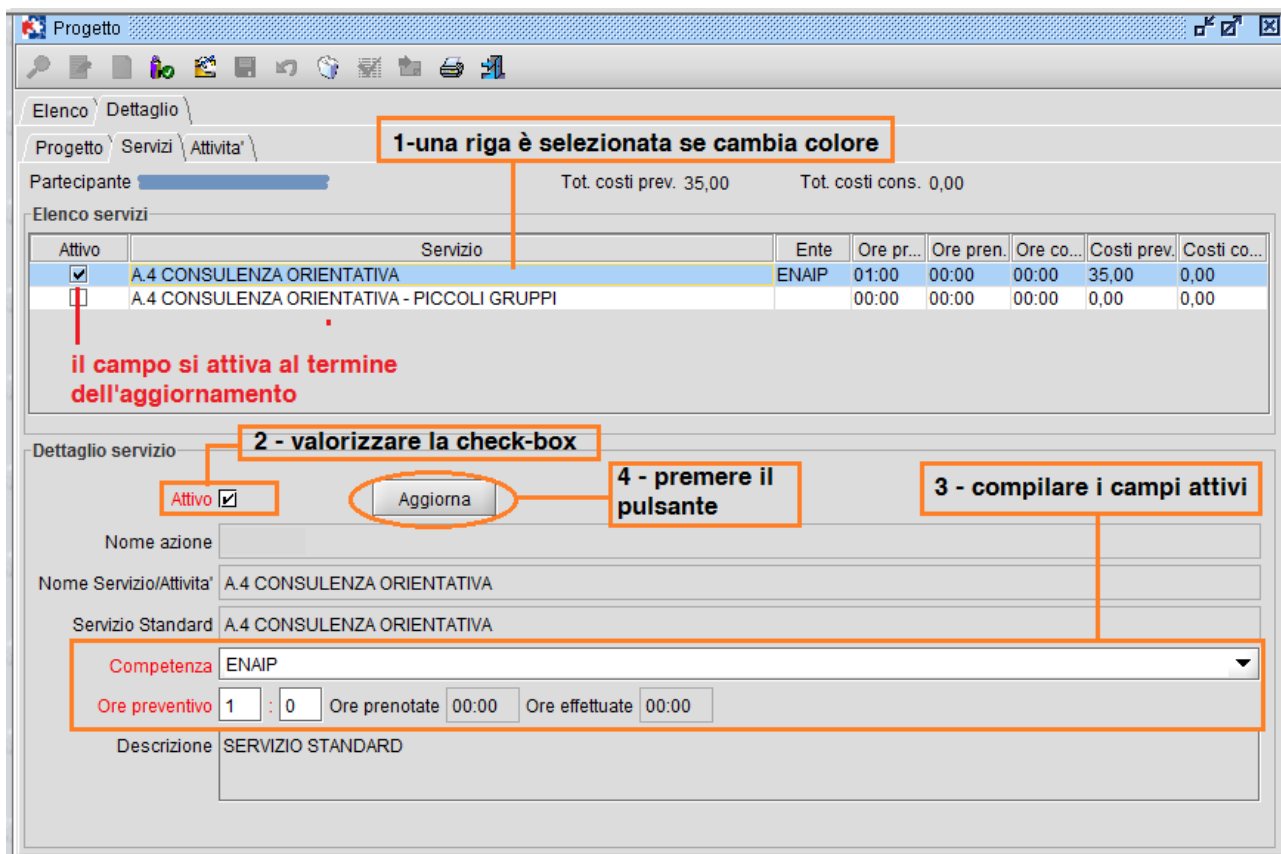 Progetto
Elenco Dettaglio
1-una riga è selezionata se cambia colore
Progetto Servizi Attivita'
Partecipante Tot. costi prev. 35,00 Tot. costi cons. 0,00
Elenco servizi
Attivo Servizio Ente Ore pr... Ore pren. Ore co... Costi prev. Costi co...
A.4 CONSULENZA ORIENTATIVA ENAIP 01:00 00:00 00:00 35,00 0,00
A.4 CONSULENZA ORIENTATIVA - PICCOLI GRUPPI 00:00 00:00 00:00 0,00 0,00
il campo si attiva al termine
dell'aggiornamento
Dettaglio servizio
2 - valorizzare la check-box
4 - premere il
pulsante
3 - compilare i campi attivi
Attivo Aggiorna
Nome azione
Nome Servizio/Attivita' A.4 CONSULENZA ORIENTATIVA
Servizio Standard A.4 CONSULENZA ORIENTATIVA
Competenza ENAIP
Ore preventivo 1 : 0 Ore prenotate 00:00 Ore effettuate 00:00
Descrizione SERVIZIO STANDARD